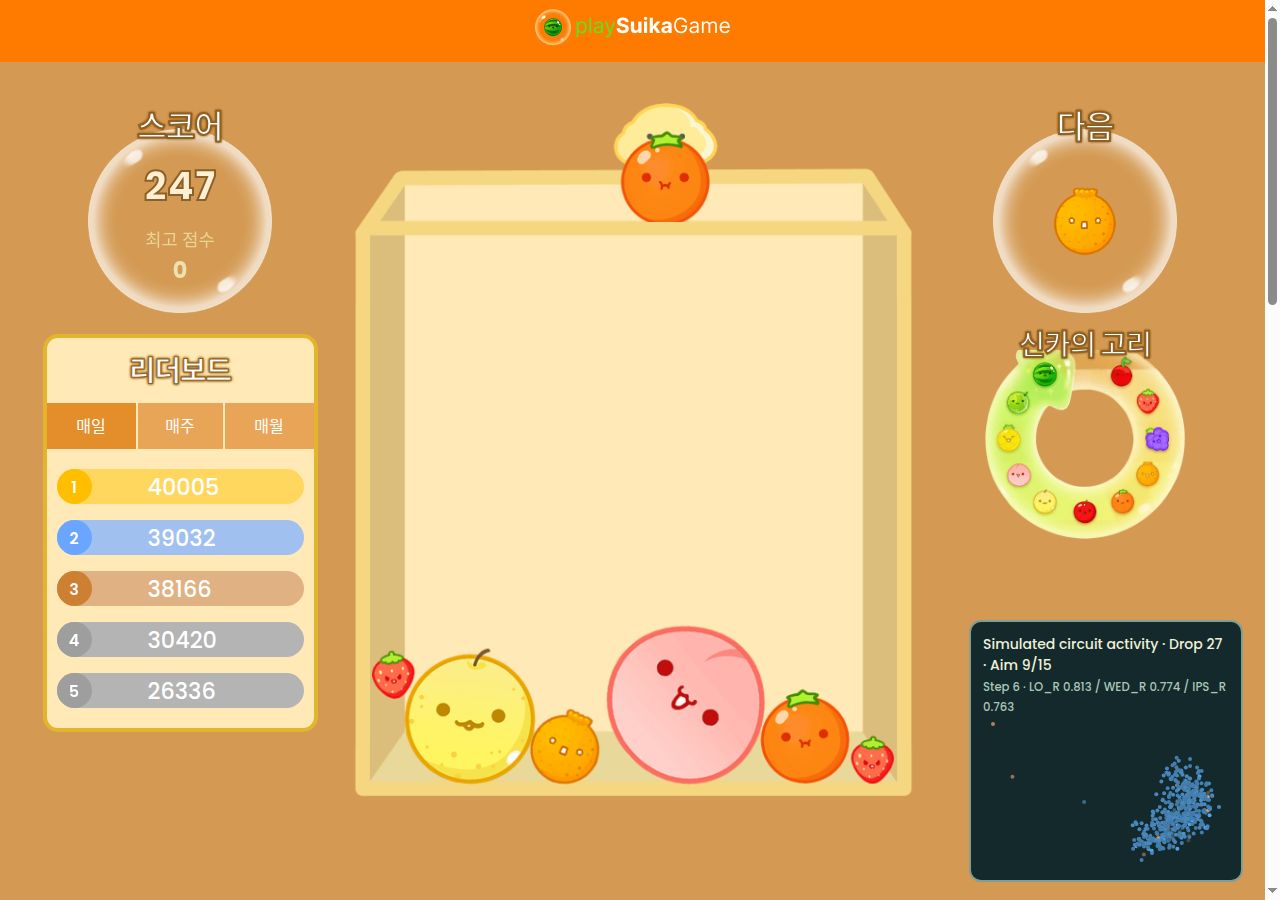 playSuikaGame
스코어
247
최고 점수
0
리더보드
매일 매주 매월
1 40005
2 39032
3 38166
4 30420
5 26336
다음
신카의 고리
Simulated circuit activity · Drop 27
· Aim 9/15
Step 6 · LO_R 0.813 / WED_R 0.774 / IPS_R
0.763